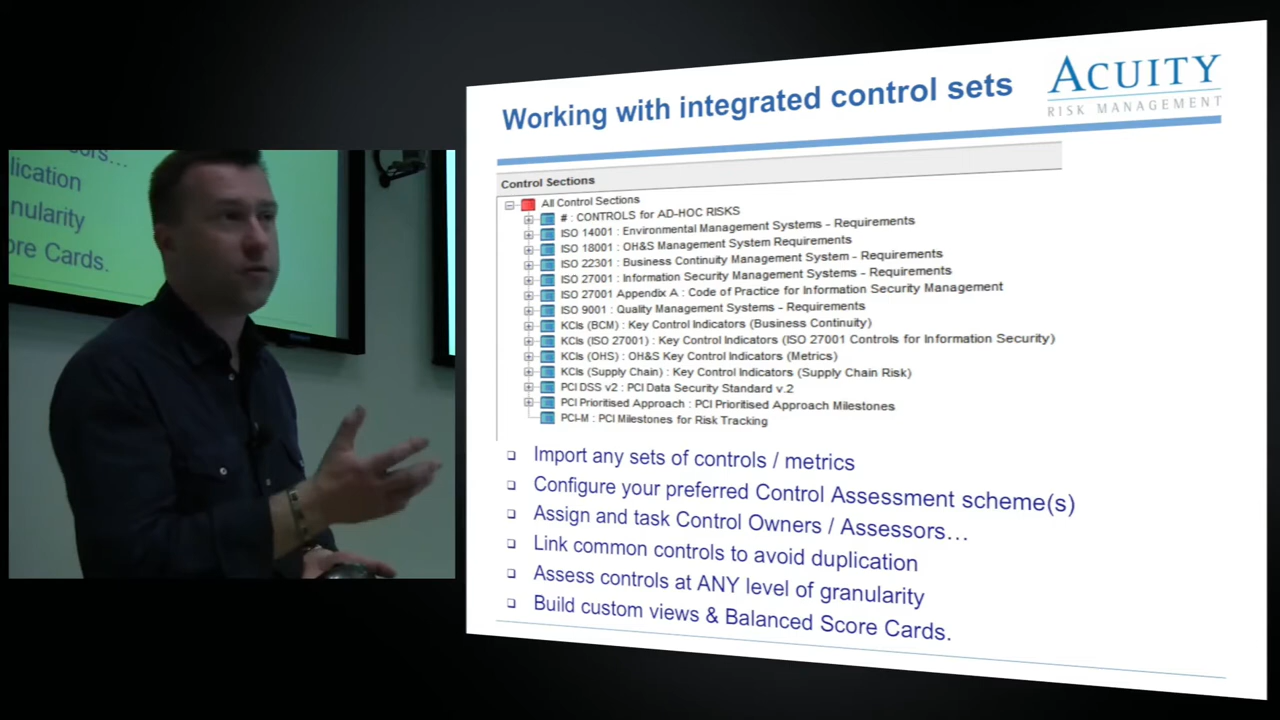 ors...
lication
nularity
ore Cards.
Working with integrated control sets
ACUITY
RISK MANAGEMENT
Control Sections
All Control Sections
# : CONTROLS for AD-HOC RISKS
ISO 14001 : Environmental Management Systems - Requirements
ISO 18001 : OH&S Management System Requirements
ISO 22301 : Business Continuity Management System - Requirements
ISO 27001 : Information Security Management Systems - Requirements
ISO 27001 Appendix A : Code of Practice for Information Security Management
ISO 9001 : Quality Management Systems - Requirements
KCIs (BCM) : Key Control Indicators (Business Continuity)
KCIs (ISO 27001) : Key Control Indicators (ISO 27001 Controls for Information Security)
KCIs (OHS) : OH&S Key Control Indicators (Metrics)
KCIs (Supply Chain) : Key Control Indicators (Supply Chain Risk)
PCI DSS v2 : PCI Data Security Standard v.2
PCI Prioritised Approach : PCI Prioritised Approach Milestones
PCI-M : PCI Milestones for Risk Tracking
Import any sets of controls / metrics
Configure your preferred Control Assessment scheme(s)
Assign and task Control Owners / Assessors...
Link common controls to avoid duplication
Assess controls at ANY level of granularity
Build custom views & Balanced Score Cards.